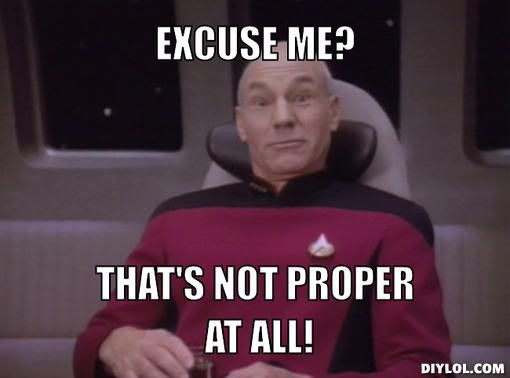 EXCUSE ME?
THAT'S NOT PROPER
AT ALL!
DIYLOL.COM